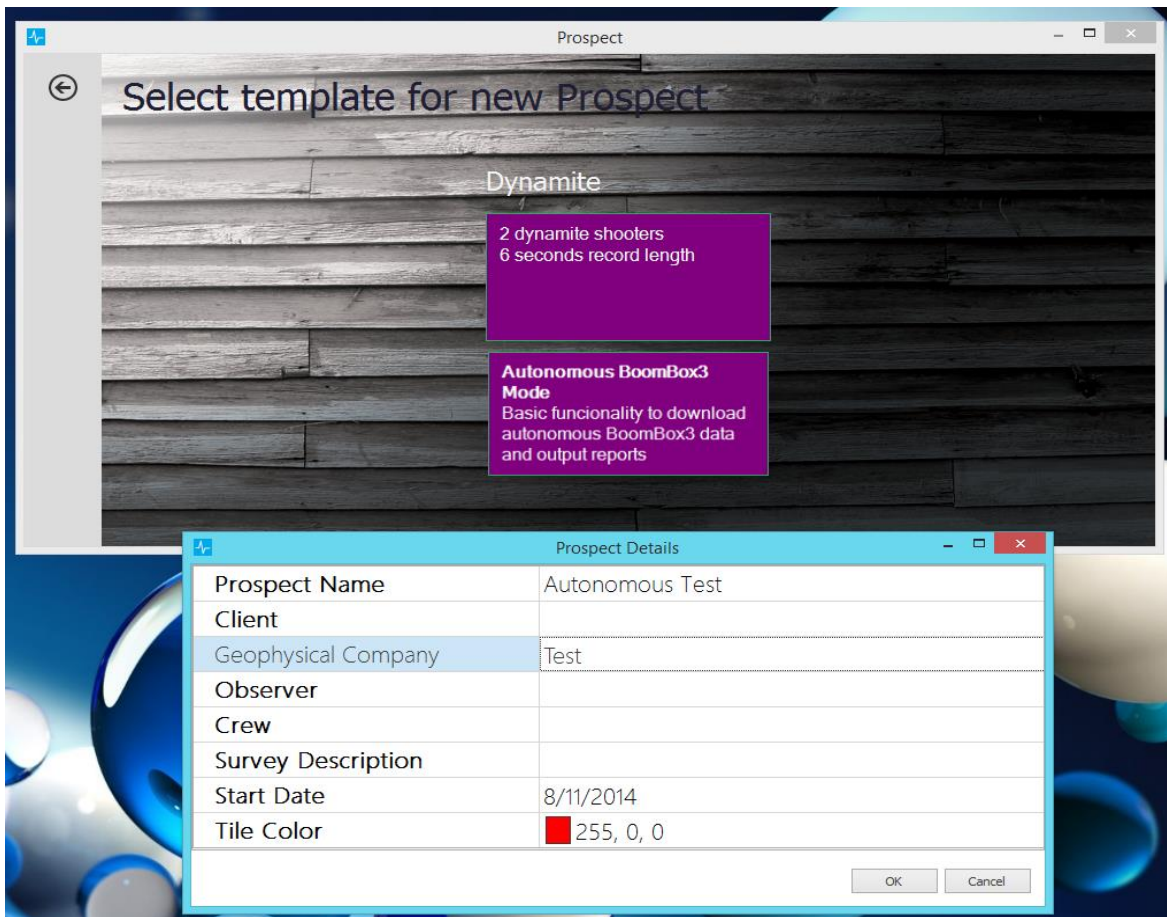 Prospect
Select template for new Prospect
Dynamite
2 dynamite shooters
6 seconds record length
Autonomous BoomBox3
Mode
Basic funcionality to download
autonomous BoomBox3 data
and output reports
Prospect Details
Prospect Name Autonomous Test
Client
Geophysical Company Test
Observer
Crew
Survey Description
Start Date 8/11/2014
Tile Color 255, 0, 0
OK Cancel